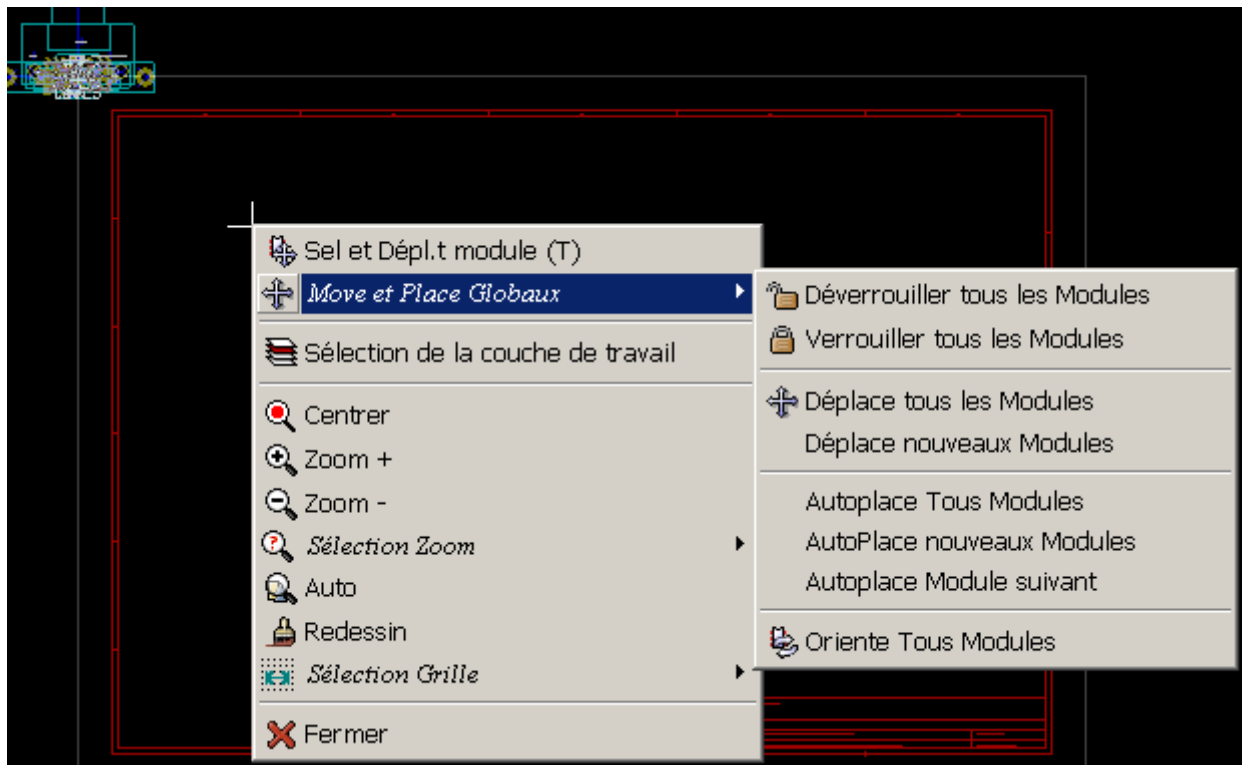 Sel et Dépl.t module (T)
Move et Place Globaux
Sélection de la couche de travail
Centrer
Zoom +
Zoom -
Sélection Zoom
Auto
Redessin
Sélection Grille
Fermer
Déverrouiller tous les Modules
Verrouiller tous les Modules
Déplace tous les Modules
Déplace nouveaux Modules
Autoplace Tous Modules
AutoPlace nouveaux Modules
Autoplace Module suivant
Oriente Tous Modules